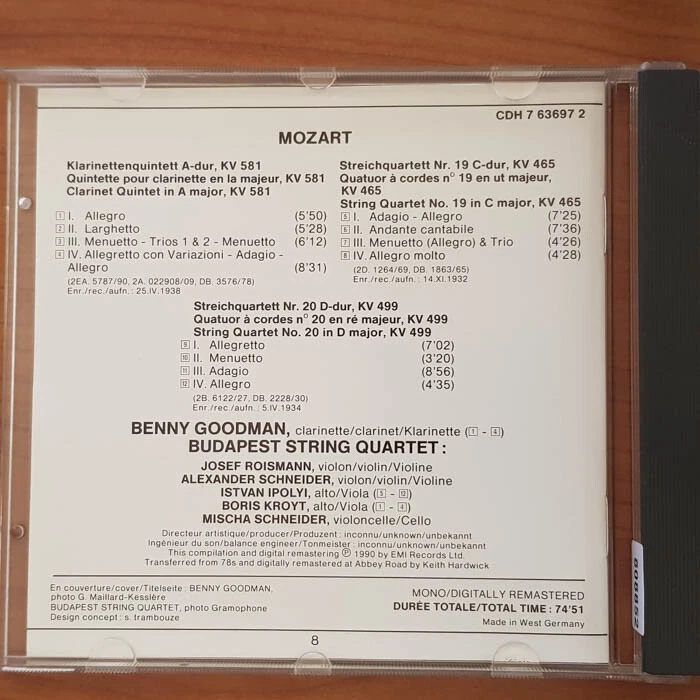 CDH 7 63697 2
MOZART
Klarinettenquintett A-dur, KV 581
Quintette pour clarinette en la majeur, KV 581
Clarinet Quintet in A major, KV 581
1 I. Allegro (5'50)
2 II. Larghetto (5'28)
3 III. Menuetto - Trios 1 & 2 - Menuetto (6'12)
4 IV. Allegretto con Variazioni - Adagio -
Allegro (8'31)
(2EA. 5787/90, 2A. 022908/09, DB. 3576/78)
Enr./rec./aufn.: 25.IV.1938
Streichquartett Nr. 19 C-dur, KV 465
Quatuor à cordes n° 19 en ut majeur,
KV 465
String Quartet No. 19 in C major, KV 465
5 I. Adagio - Allegro (7'25)
6 II. Andante cantabile (7'36)
7 III. Menuetto (Allegro) & Trio (4'26)
8 IV. Allegro molto (4'28)
(2D. 1264/69, DB. 1863/65)
Enr./rec./aufn.: 14.XI.1932
Streichquartett Nr. 20 D-dur, KV 499
Quatuor à cordes n° 20 en ré majeur, KV 499
String Quartet No. 20 in D major, KV 499
9 I. Allegretto (7'02)
10 II. Menuetto (3'20)
11 III. Adagio (8'56)
12 IV. Allegro (4'35)
(2B. 6122/27, DB. 2228/30)
Enr./rec./aufn.: 5.IV.1934
BENNY GOODMAN, clarinette/clarinet/Klarinette (1 - 4)
BUDAPEST STRING QUARTET:
JOSEF ROISMANN, violon/violin/Violine
ALEXANDER SCHNEIDER, violon/violin/Violine
ISTVAN IPOLYI, alto/Viola (5 - 12)
BORIS KROYT, alto/Viola (1 - 4)
MISCHA SCHNEIDER, violoncelle/Cello
Directeur artistique/producer/Produzent: inconnu/unknown/unbekannt
Ingénieur du son/balance engineer/Tonmeister: inconnu/unknown/unbekannt
This compilation and digital remastering ℗ 1990 by EMI Records Ltd.
Transferred from 78s and digitally remastered at Abbey Road by Keith Hardwick
En couverture/cover/Titelseite: BENNY GOODMAN,
photo G. Maillard-Kesslère
BUDAPEST STRING QUARTET, photo Gramophone
Design concept: s. trambouze
MONO/DIGITALLY REMASTERED
DURÉE TOTALE/TOTAL TIME: 74'51
Made in West Germany
8
608852